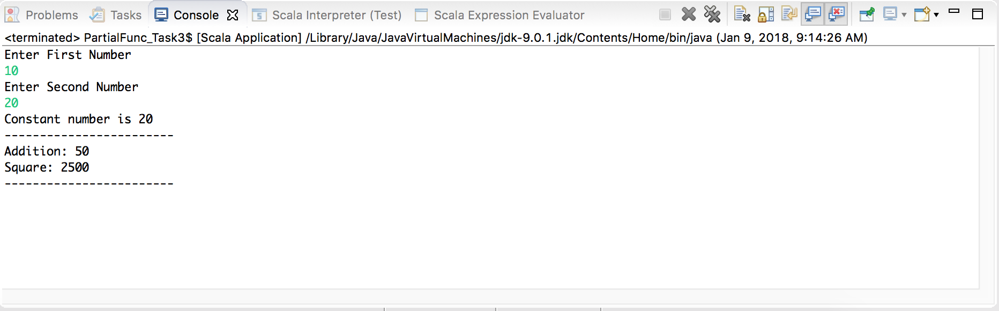 Problems Tasks Console Scala Interpreter (Test) Scala Expression Evaluator
<terminated> PartialFunc_Task3$ [Scala Application] /Library/Java/JavaVirtualMachines/jdk-9.0.1.jdk/Contents/Home/bin/java (Jan 9, 2018, 9:14:26 AM)
Enter First Number
10
Enter Second Number
20
Constant number is 20
------------------------
Addition: 50
Square: 2500
------------------------